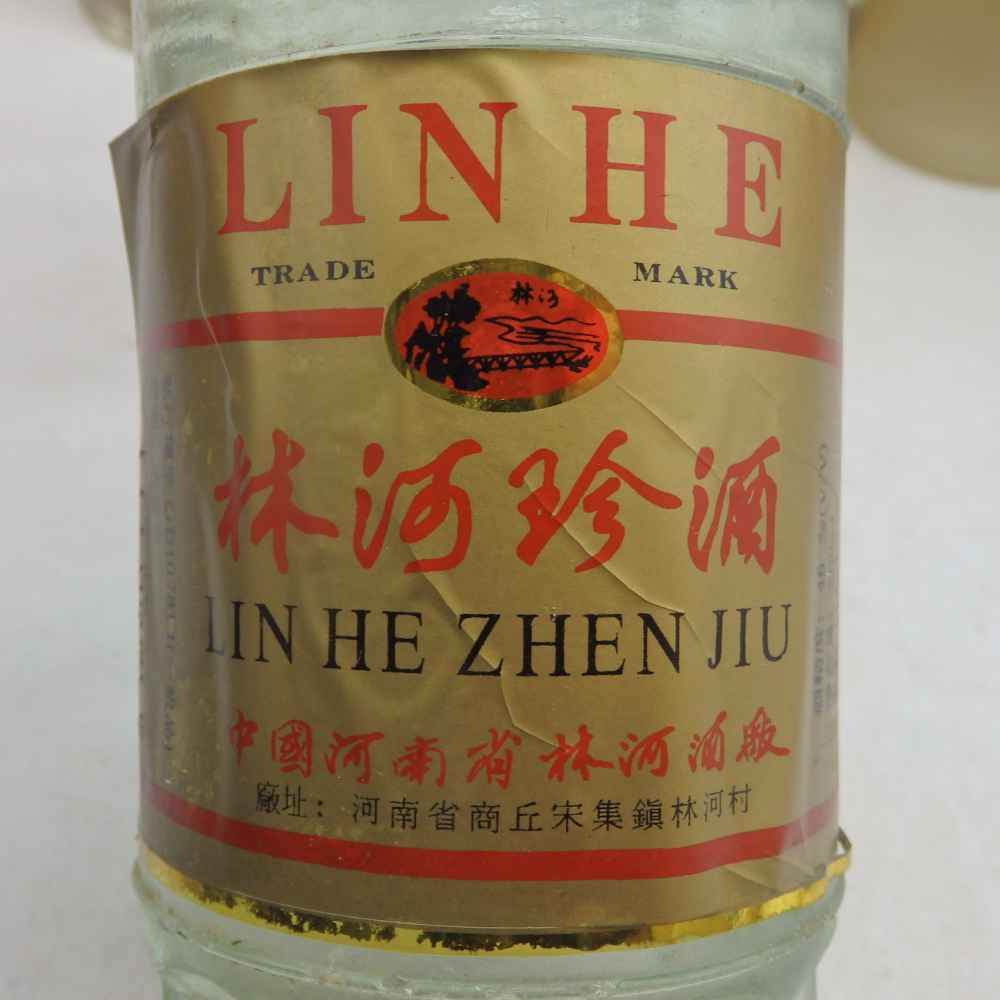 LIN HE
TRADE MARK
林河
林河珍酒
LIN HE ZHEN JIU
中國河南省林河酒厰
廠址：河南省商丘宋集鎮林河村